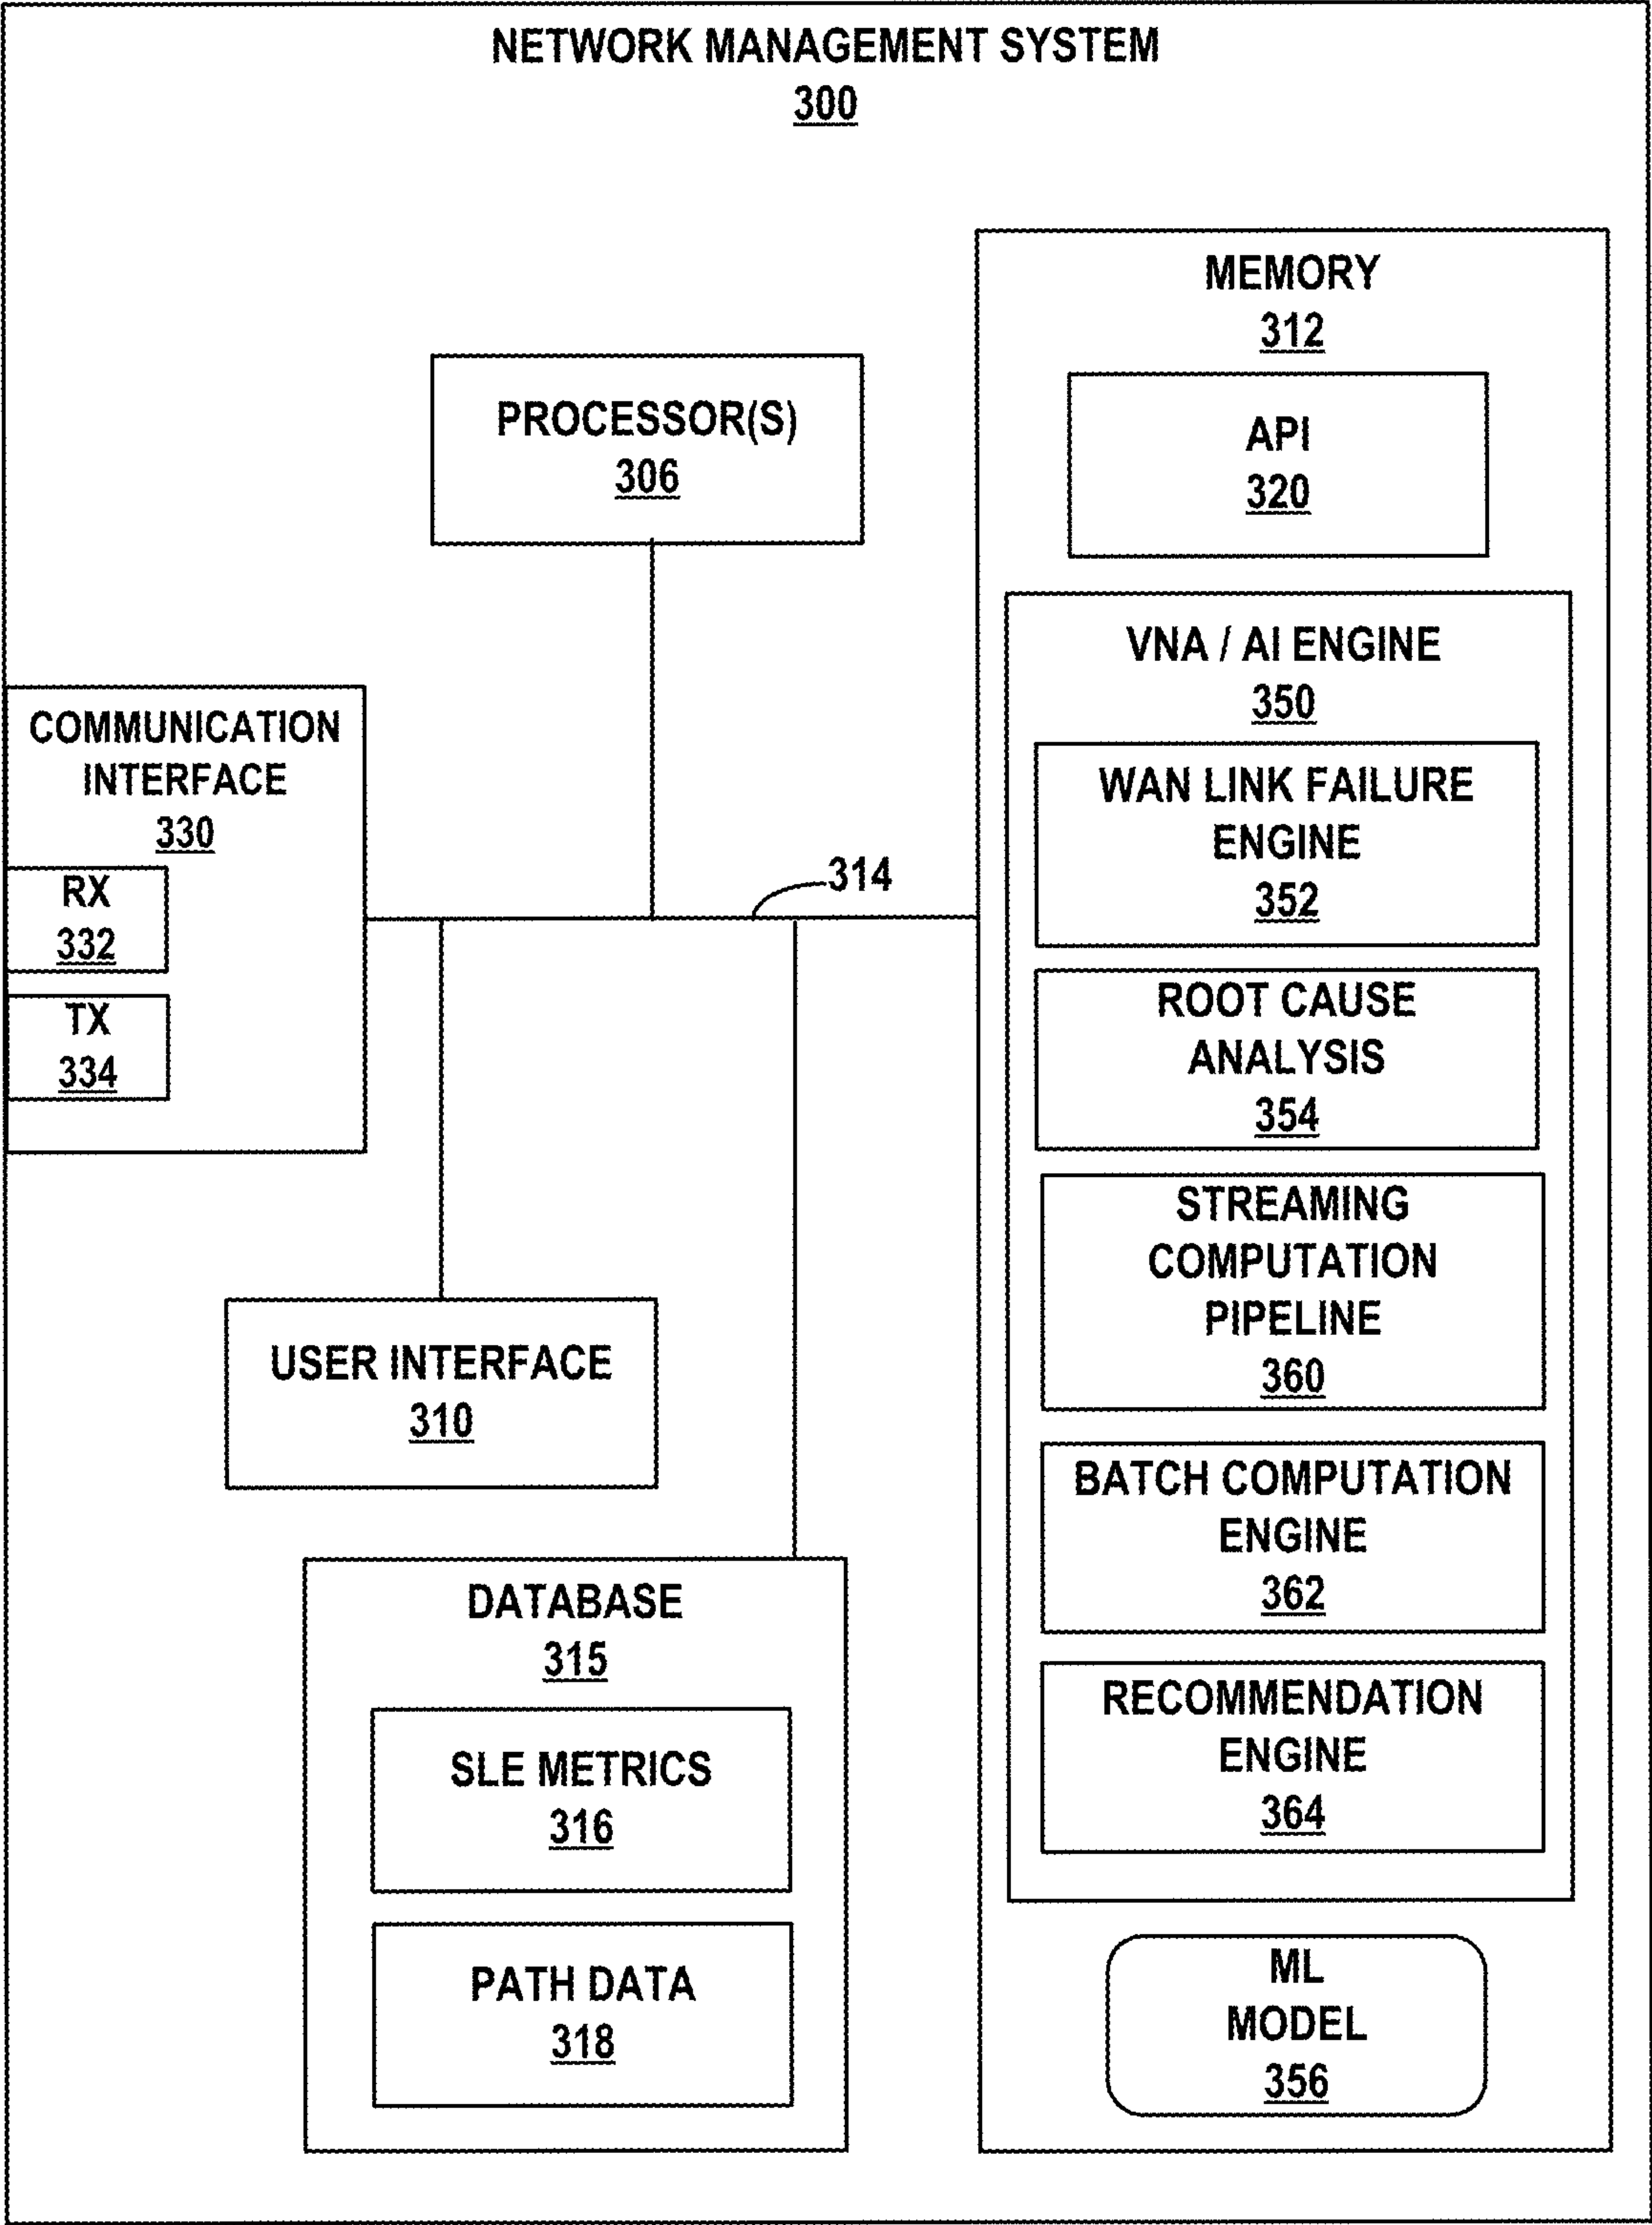 NETWORK MANAGEMENT SYSTEM
300
PROCESSOR(S)
306
COMMUNICATION
INTERFACE
330
RX
332
TX
334
314
USER INTERFACE
310
DATABASE
315
SLE METRICS
316
PATH DATA
318
MEMORY
312
API
320
VNA / AI ENGINE
350
WAN LINK FAILURE
ENGINE
352
ROOT CAUSE
ANALYSIS
354
STREAMING
COMPUTATION
PIPELINE
360
BATCH COMPUTATION
ENGINE
362
RECOMMENDATION
ENGINE
364
ML
MODEL
356